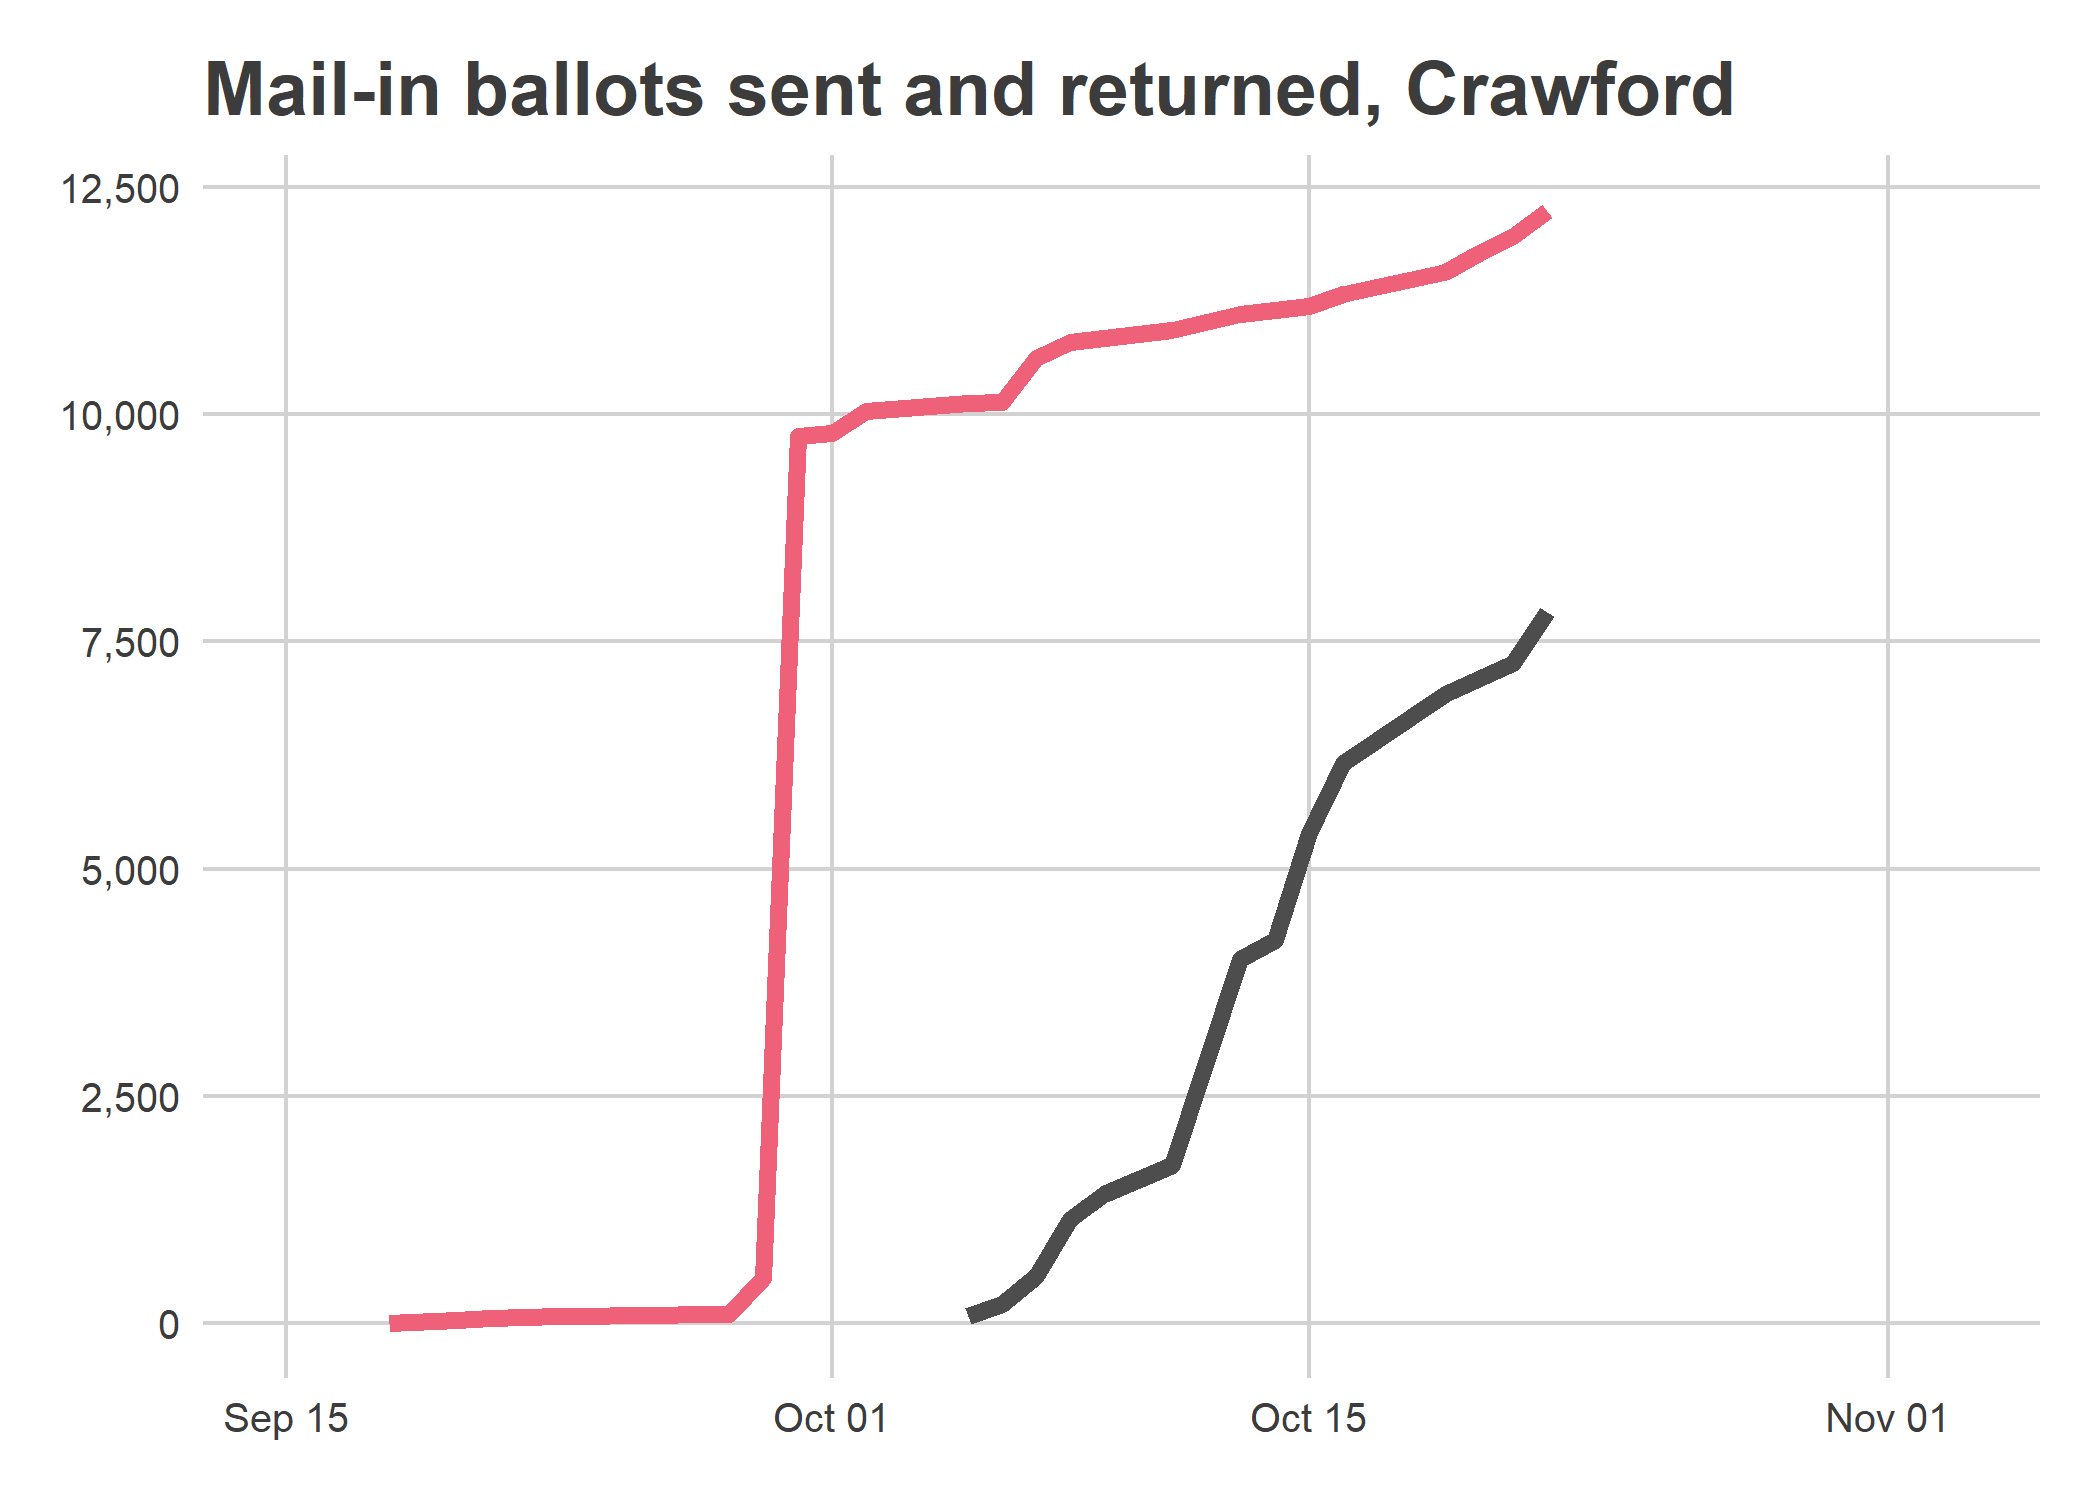 Mail-in ballots sent and returned, Crawford
12,500
10,000
7,500
5,000
2,500
0
Sep 15
Oct 01
Oct 15
Nov 01